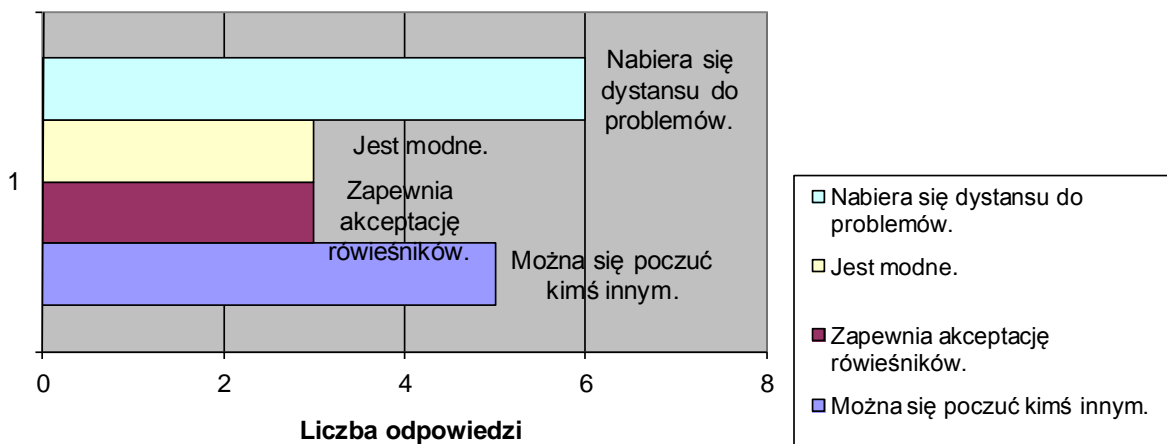 Nabiera się
dystansu do
problemów.
Jest modne.
Zapewnia
akceptację
rówieśników.
Można się poczuć
kimś innym.
1
0 2 4 6 8
Liczba odpowiedzi
Nabiera się dystansu do
problemów.
Jest modne.
Zapewnia akceptację
rówieśników.
Można się poczuć kimś innym.